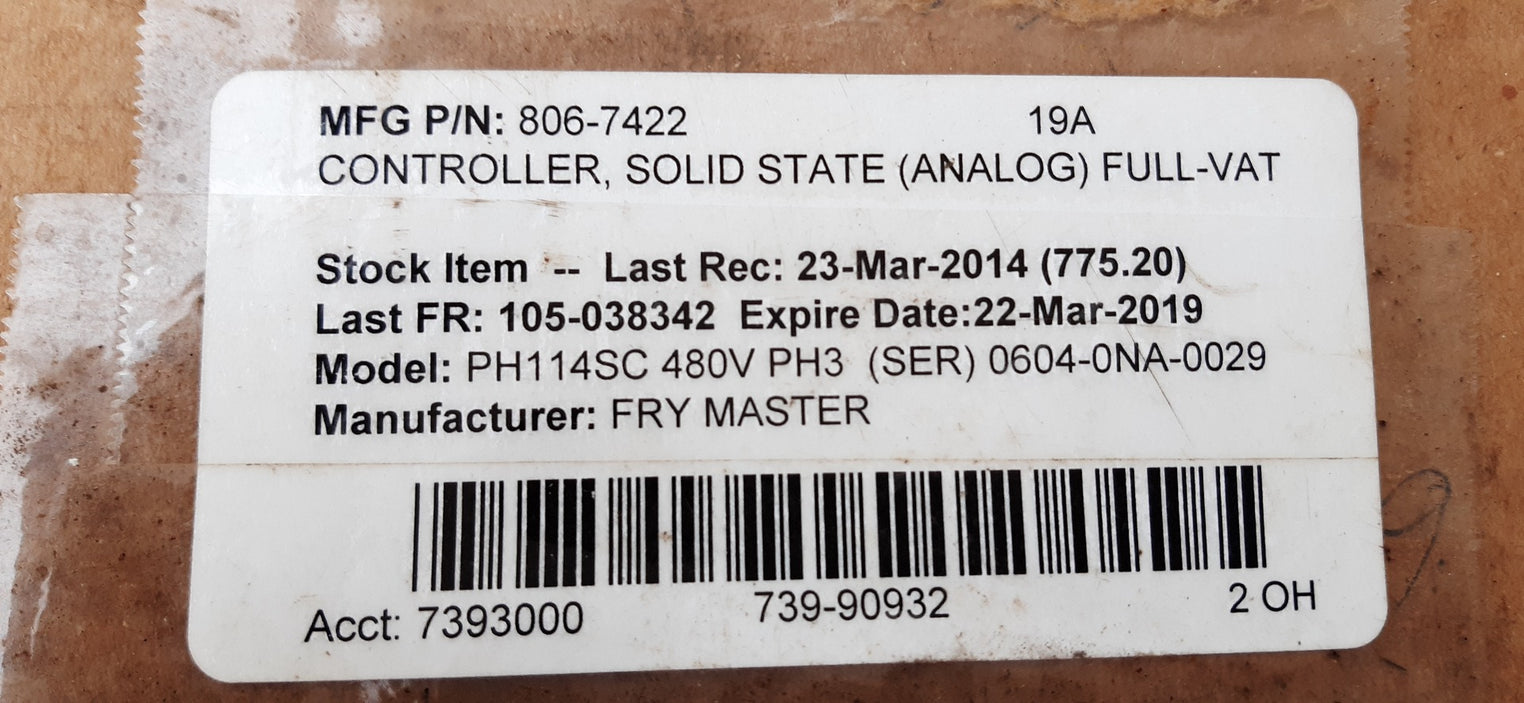 MFG P/N: 806-7422 19A
CONTROLLER, SOLID STATE (ANALOG) FULL-VAT
Stock Item -- Last Rec: 23-Mar-2014 (775.20)
Last FR: 105-038342 Expire Date:22-Mar-2019
Model: PH114SC 480V PH3 (SER) 0604-0NA-0029
Manufacturer: FRY MASTER
Acct: 7393000 739-90932 2 OH